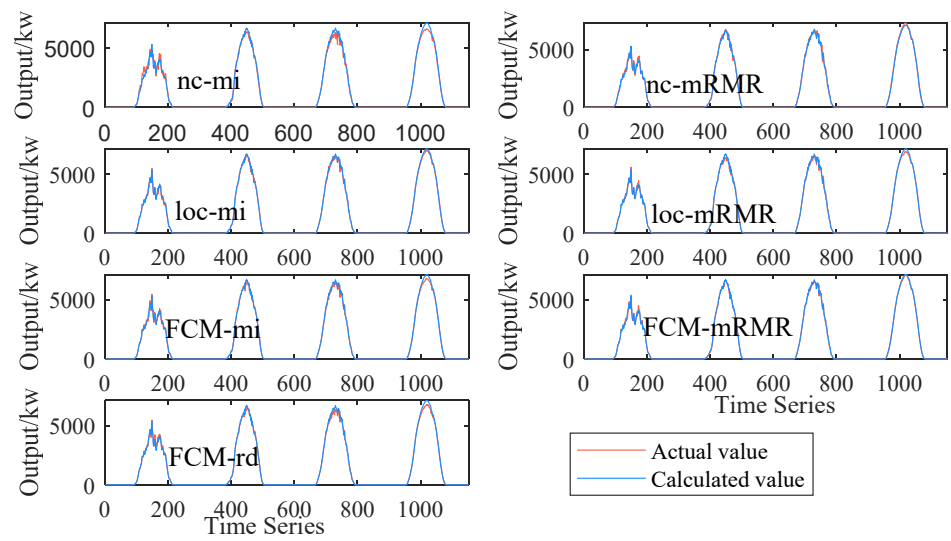 Output/kw
5000
0
nc-mi
0 200 400 600 800 1000
Output/kw
5000
0
nc-mRMR
0 200 400 600 800 1000
Output/kw
5000
0
loc-mi
0 200 400 600 800 1000
Output/kw
5000
0
loc-mRMR
0 200 400 600 800 1000
Output/kw
5000
0
FCM-mi
0 200 400 600 800 1000
Output/kw
5000
0
FCM-mRMR
0 200 400 600 800 1000
Time Series
Output/kw
5000
0
FCM-rd
0 200 400 600 800 1000
Time Series
Actual value
Calculated value